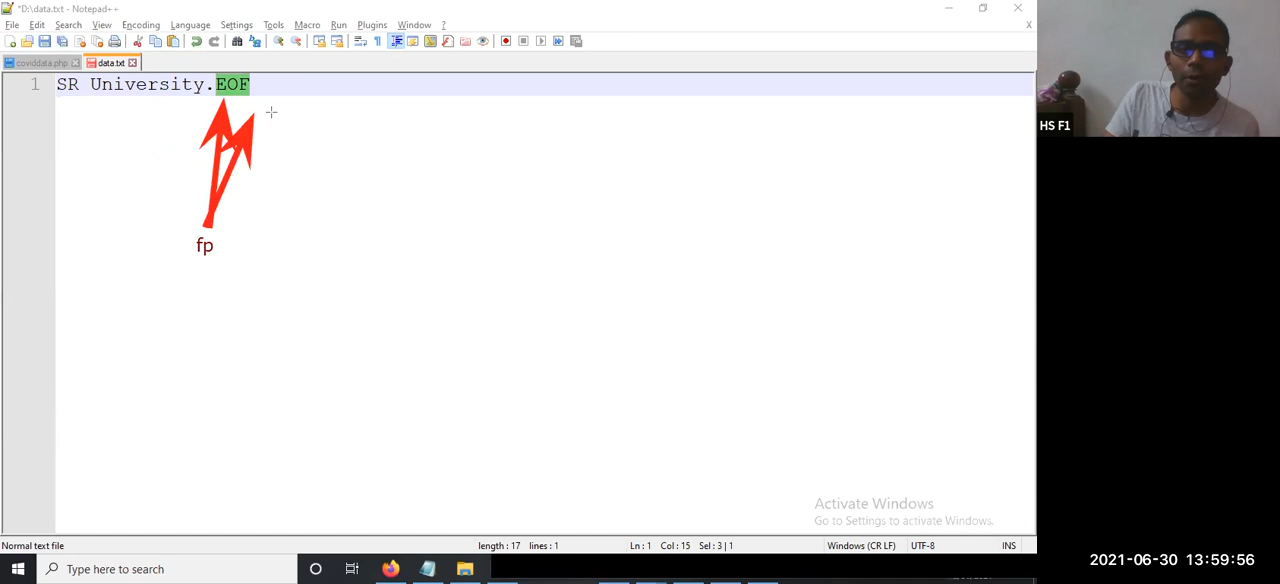 *D:\data.txt - Notepad++
File Edit Search View Encoding Language Settings Tools Macro Run Plugins Window ?
X
coviddata.php data.txt
1 SR University.EOF
fp
HS F1
Activate Windows
Go to Settings to activate Windows.
Normal text file length : 17 lines : 1 Ln : 1 Col : 15 Sel : 3 | 1 Windows (CR LF) UTF-8 INS
Type here to search
2021-06-30 13:59:56